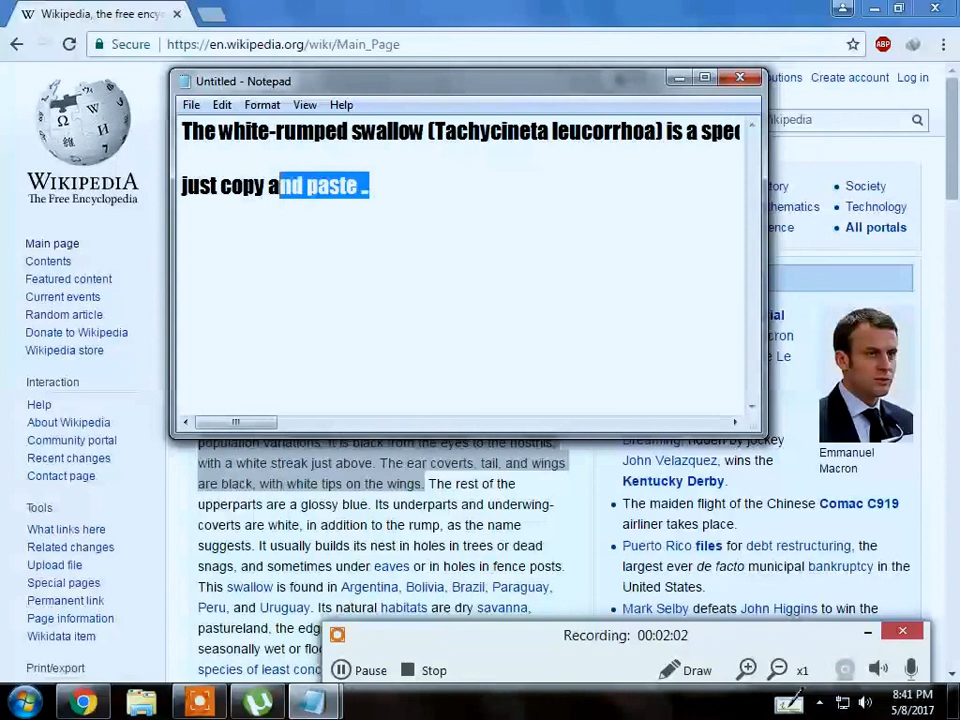 Wikipedia, the free ency
Secure
https://en.wikipedia.org/wiki/Main_Page
ABP
Untitled - Notepad
File Edit Format View Help
The white-rumped swallow (Tachycineta leucorrhoa) is a spec
just copy and paste ..
Create account Log in
WIKIPEDIA
The Free Encyclopedia
Main page
Contents
Featured content
Current events
Random article
Donate to Wikipedia
Wikipedia store
Interaction
Help
About Wikipedia
Community portal
Recent changes
Contact page
Tools
What links here
Related changes
Upload file
Special pages
Permanent link
Page information
Wikidata item
Print/export
Society
Technology
All portals
Emmanuel
Macron
population variations. It is black from the eyes to the nostrils,
with a white streak just above. The ear coverts, tail, and wings
are black, with white tips on the wings. The rest of the
upperparts are a glossy blue. Its underparts and underwing-
coverts are white, in addition to the rump, as the name
suggests. It usually builds its nest in holes in trees or dead
snags, and sometimes under eaves or in holes in fence posts.
This swallow is found in Argentina, Bolivia, Brazil, Paraguay,
Peru, and Uruguay. Its natural habitats are dry savanna,
pastureland, the edg
seasonally wet or flo
species of least conc
Dreaming, ridden by jockey
John Velazquez, wins the
Kentucky Derby.
The maiden flight of the Chinese Comac C919
airliner takes place.
Puerto Rico files for debt restructuring, the
largest ever de facto municipal bankruptcy in the
United States.
Mark Selby defeats John Higgins to win the
Recording: 00:02:02
Pause Stop Draw x1
8:41 PM
5/8/2017